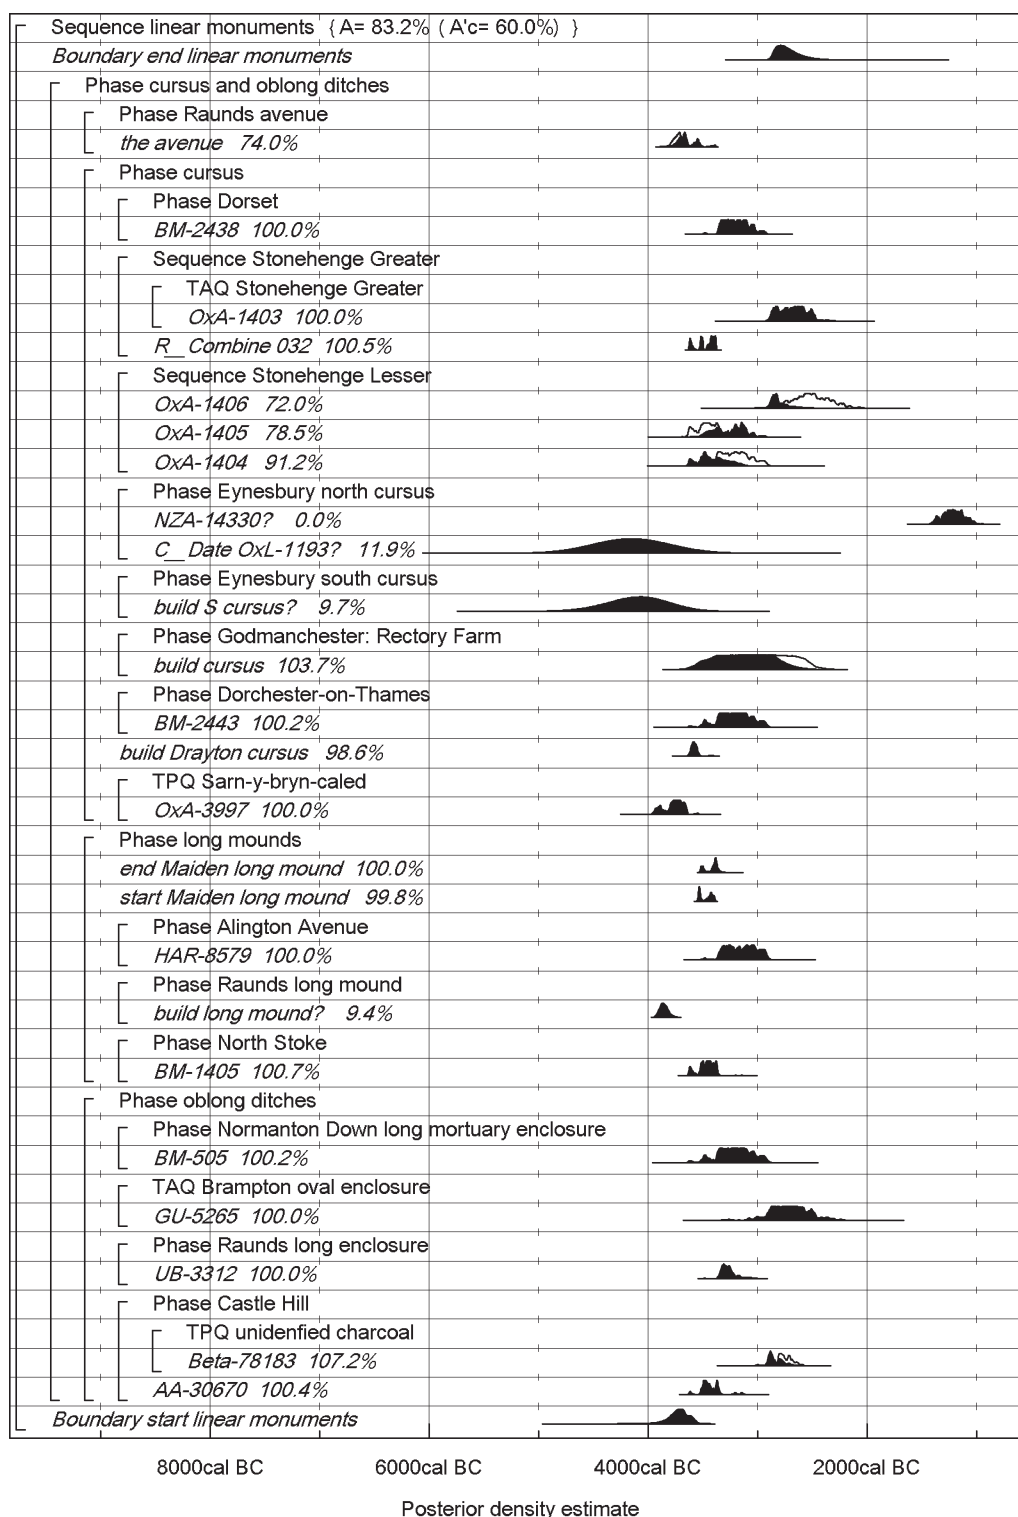 Sequence linear monuments { A= 83.2% ( A'c= 60.0%) }
Boundary end linear monuments
Phase cursus and oblong ditches
Phase Raunds avenue
the avenue 74.0%
Phase cursus
Phase Dorset
BM-2438 100.0%
Sequence Stonehenge Greater
TAQ Stonehenge Greater
OxA-1403 100.0%
R__Combine 032 100.5%
Sequence Stonehenge Lesser
OxA-1406 72.0%
OxA-1405 78.5%
OxA-1404 91.2%
Phase Eynesbury north cursus
NZA-14330? 0.0%
C__Date OxL-1193? 11.9%
Phase Eynesbury south cursus
build S cursus? 9.7%
Phase Godmanchester: Rectory Farm
build cursus 103.7%
Phase Dorchester-on-Thames
BM-2443 100.2%
build Drayton cursus 98.6%
TPQ Sarn-y-bryn-caled
OxA-3997 100.0%
Phase long mounds
end Maiden long mound 100.0%
start Maiden long mound 99.8%
Phase Alington Avenue
HAR-8579 100.0%
Phase Raunds long mound
build long mound? 9.4%
Phase North Stoke
BM-1405 100.7%
Phase oblong ditches
Phase Normanton Down long mortuary enclosure
BM-505 100.2%
TAQ Brampton oval enclosure
GU-5265 100.0%
Phase Raunds long enclosure
UB-3312 100.0%
Phase Castle Hill
TPQ unidenfied charcoal
Beta-78183 107.2%
AA-30670 100.4%
Boundary start linear monuments
8000cal BC 6000cal BC 4000cal BC 2000cal BC
Posterior density estimate